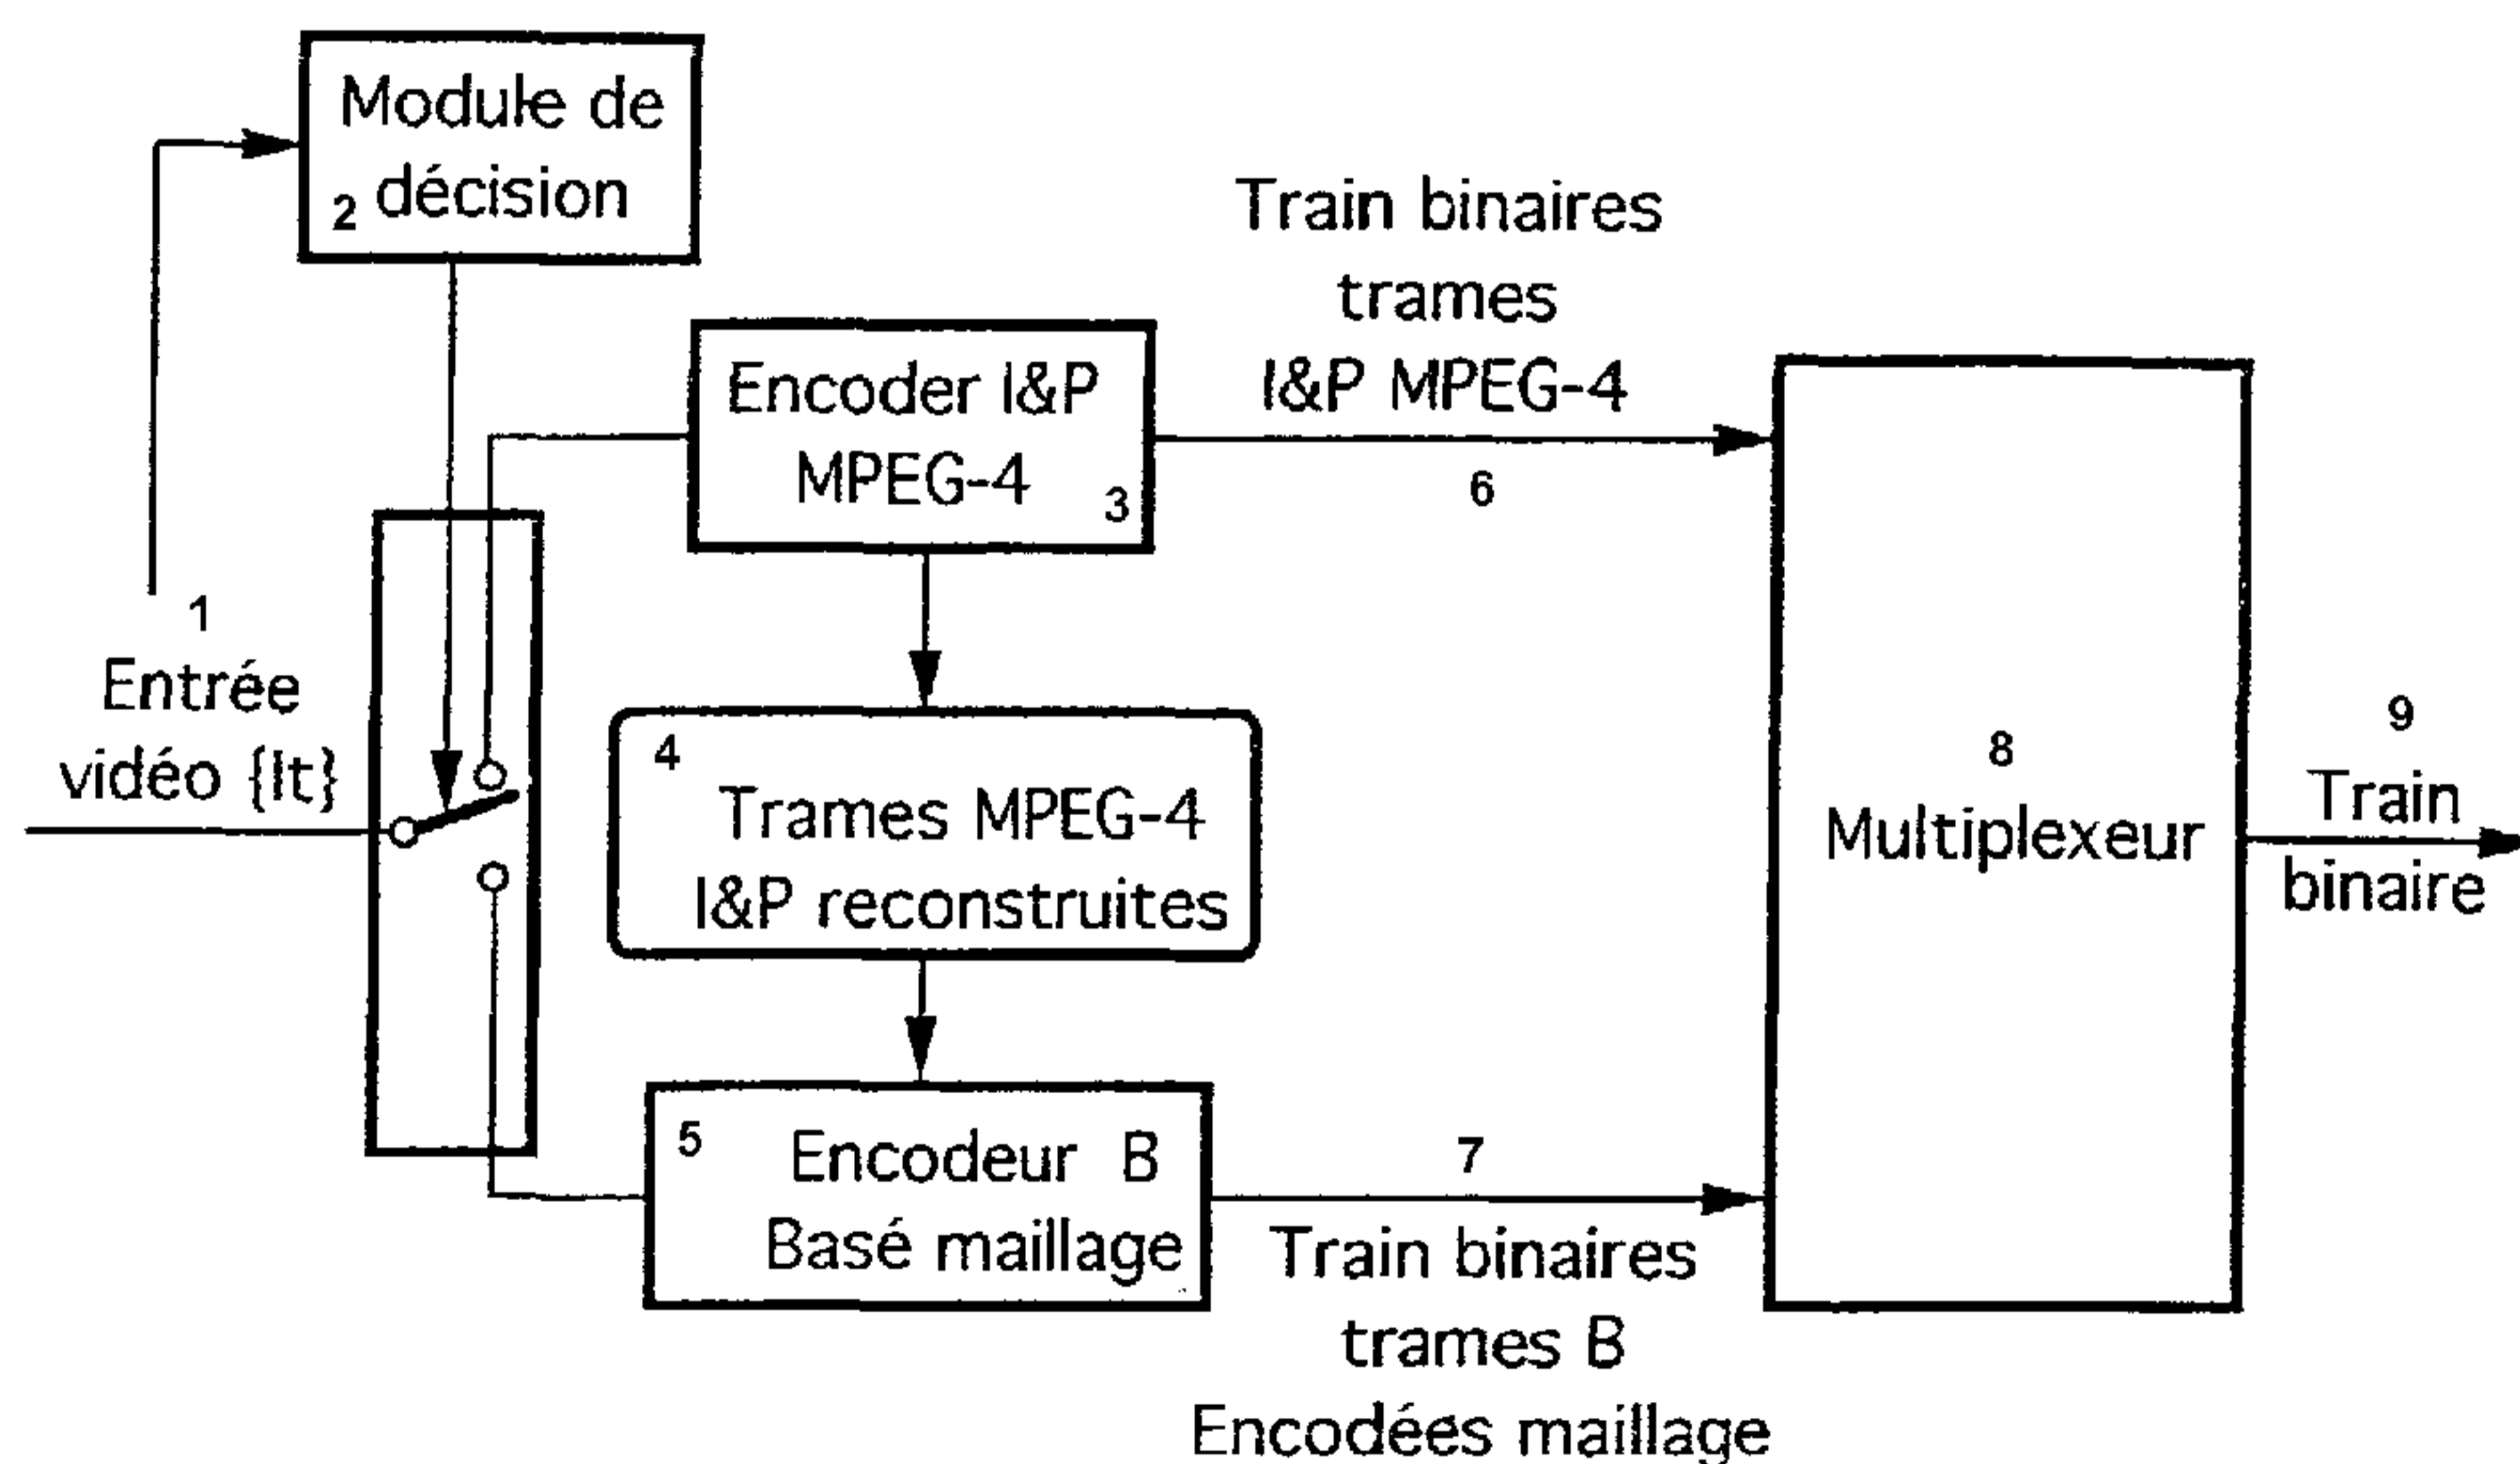 Module de
2 décision
Train binaires
trames
I&P MPEG-4
6
Encoder I&P
MPEG-4 3
1
Entrée
vidéo {It}
4
Trames MPEG-4
I&P reconstruites
8
Multiplexeur
9
Train
binaire
5 Encodeur B
Basé maillage
7
Train binaires
trames B
Encodées maillage